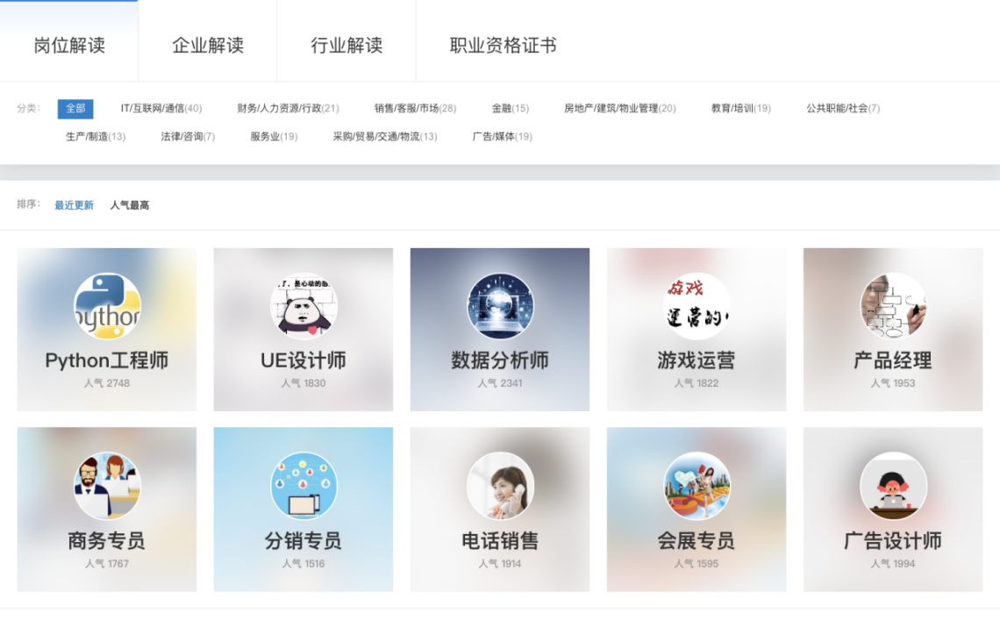 岗位解读 企业解读 行业解读 职业资格证书
分类： 全部 IT/互联网/通信(40) 财务/人力资源/行政(21) 销售/客服/市场(28) 金融(15) 房地产/建筑/物业管理(20) 教育/培训(19) 公共职能/社会(7)
生产/制造(13) 法律/咨询(7) 服务业(19) 采购/贸易/交通/物流(13) 广告/媒体(19)
排序： 最近更新 人气最高
python
是心动的感
游戏
运营的
Python工程师 UE设计师 数据分析师 游戏运营 产品经理
人气 2748 人气 1830 人气 2341 人气 1822 人气 1953
商务专员 分销专员 电话销售 会展专员 广告设计师
人气 1767 人气 1516 人气 1914 人气 1595 人气 1994